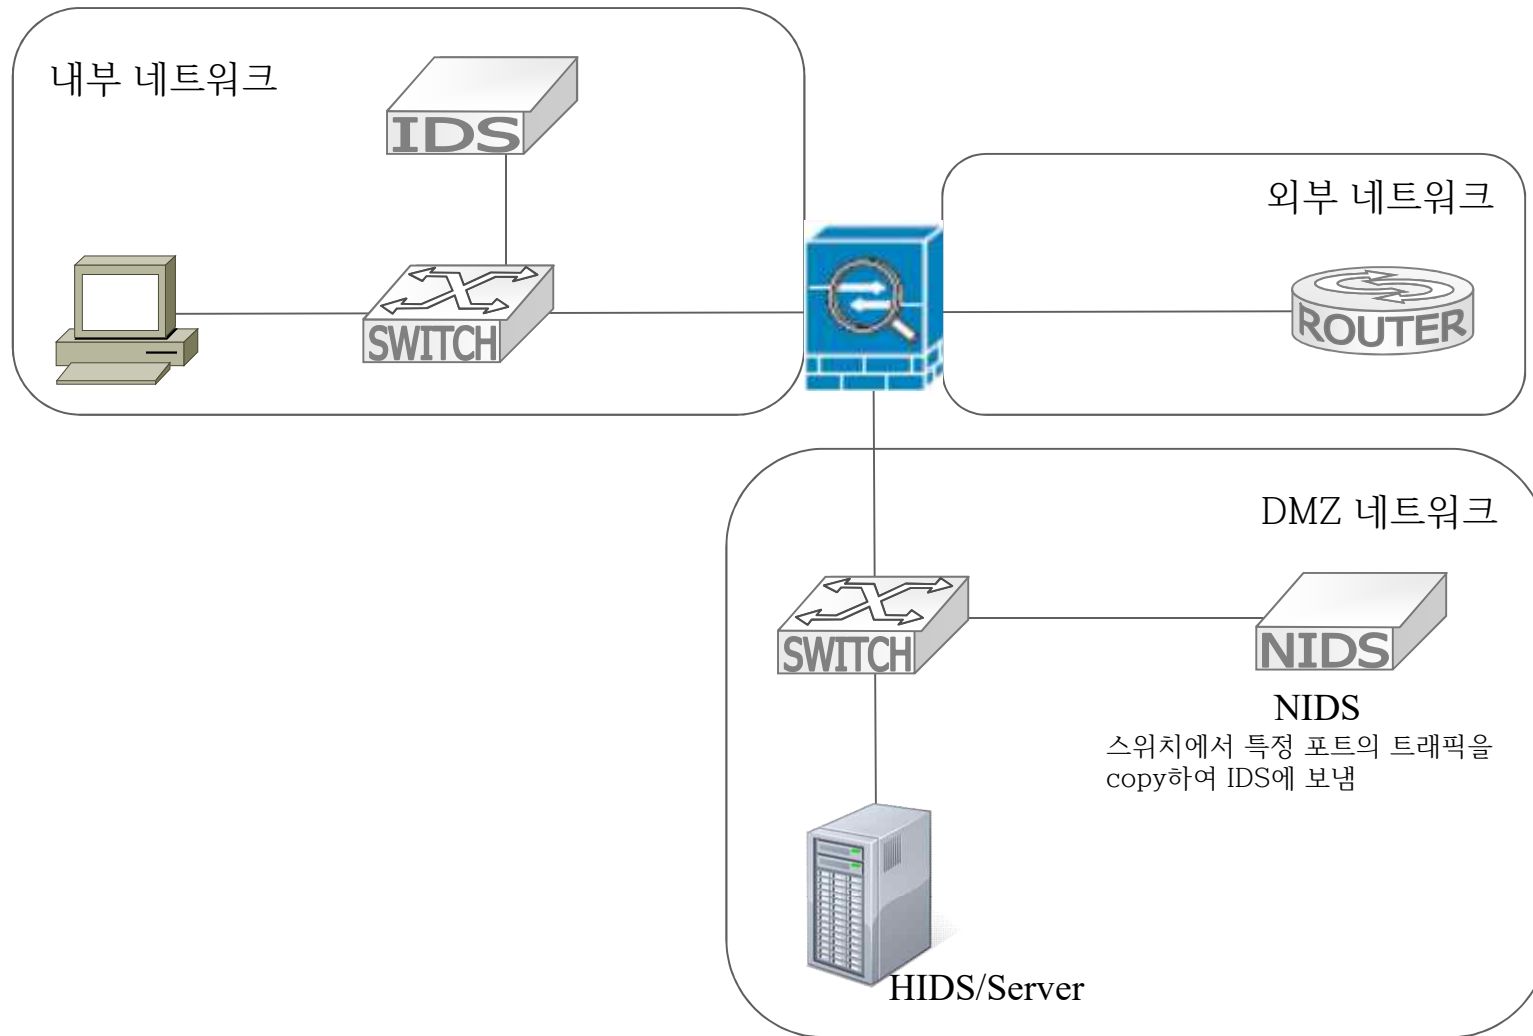 내부 네트워크
IDS
SWITCH
외부 네트워크
ROUTER
DMZ 네트워크
SWITCH
NIDS
NIDS
스위치에서 특정 포트의 트래픽을
copy하여 IDS에 보냄
HIDS/Server